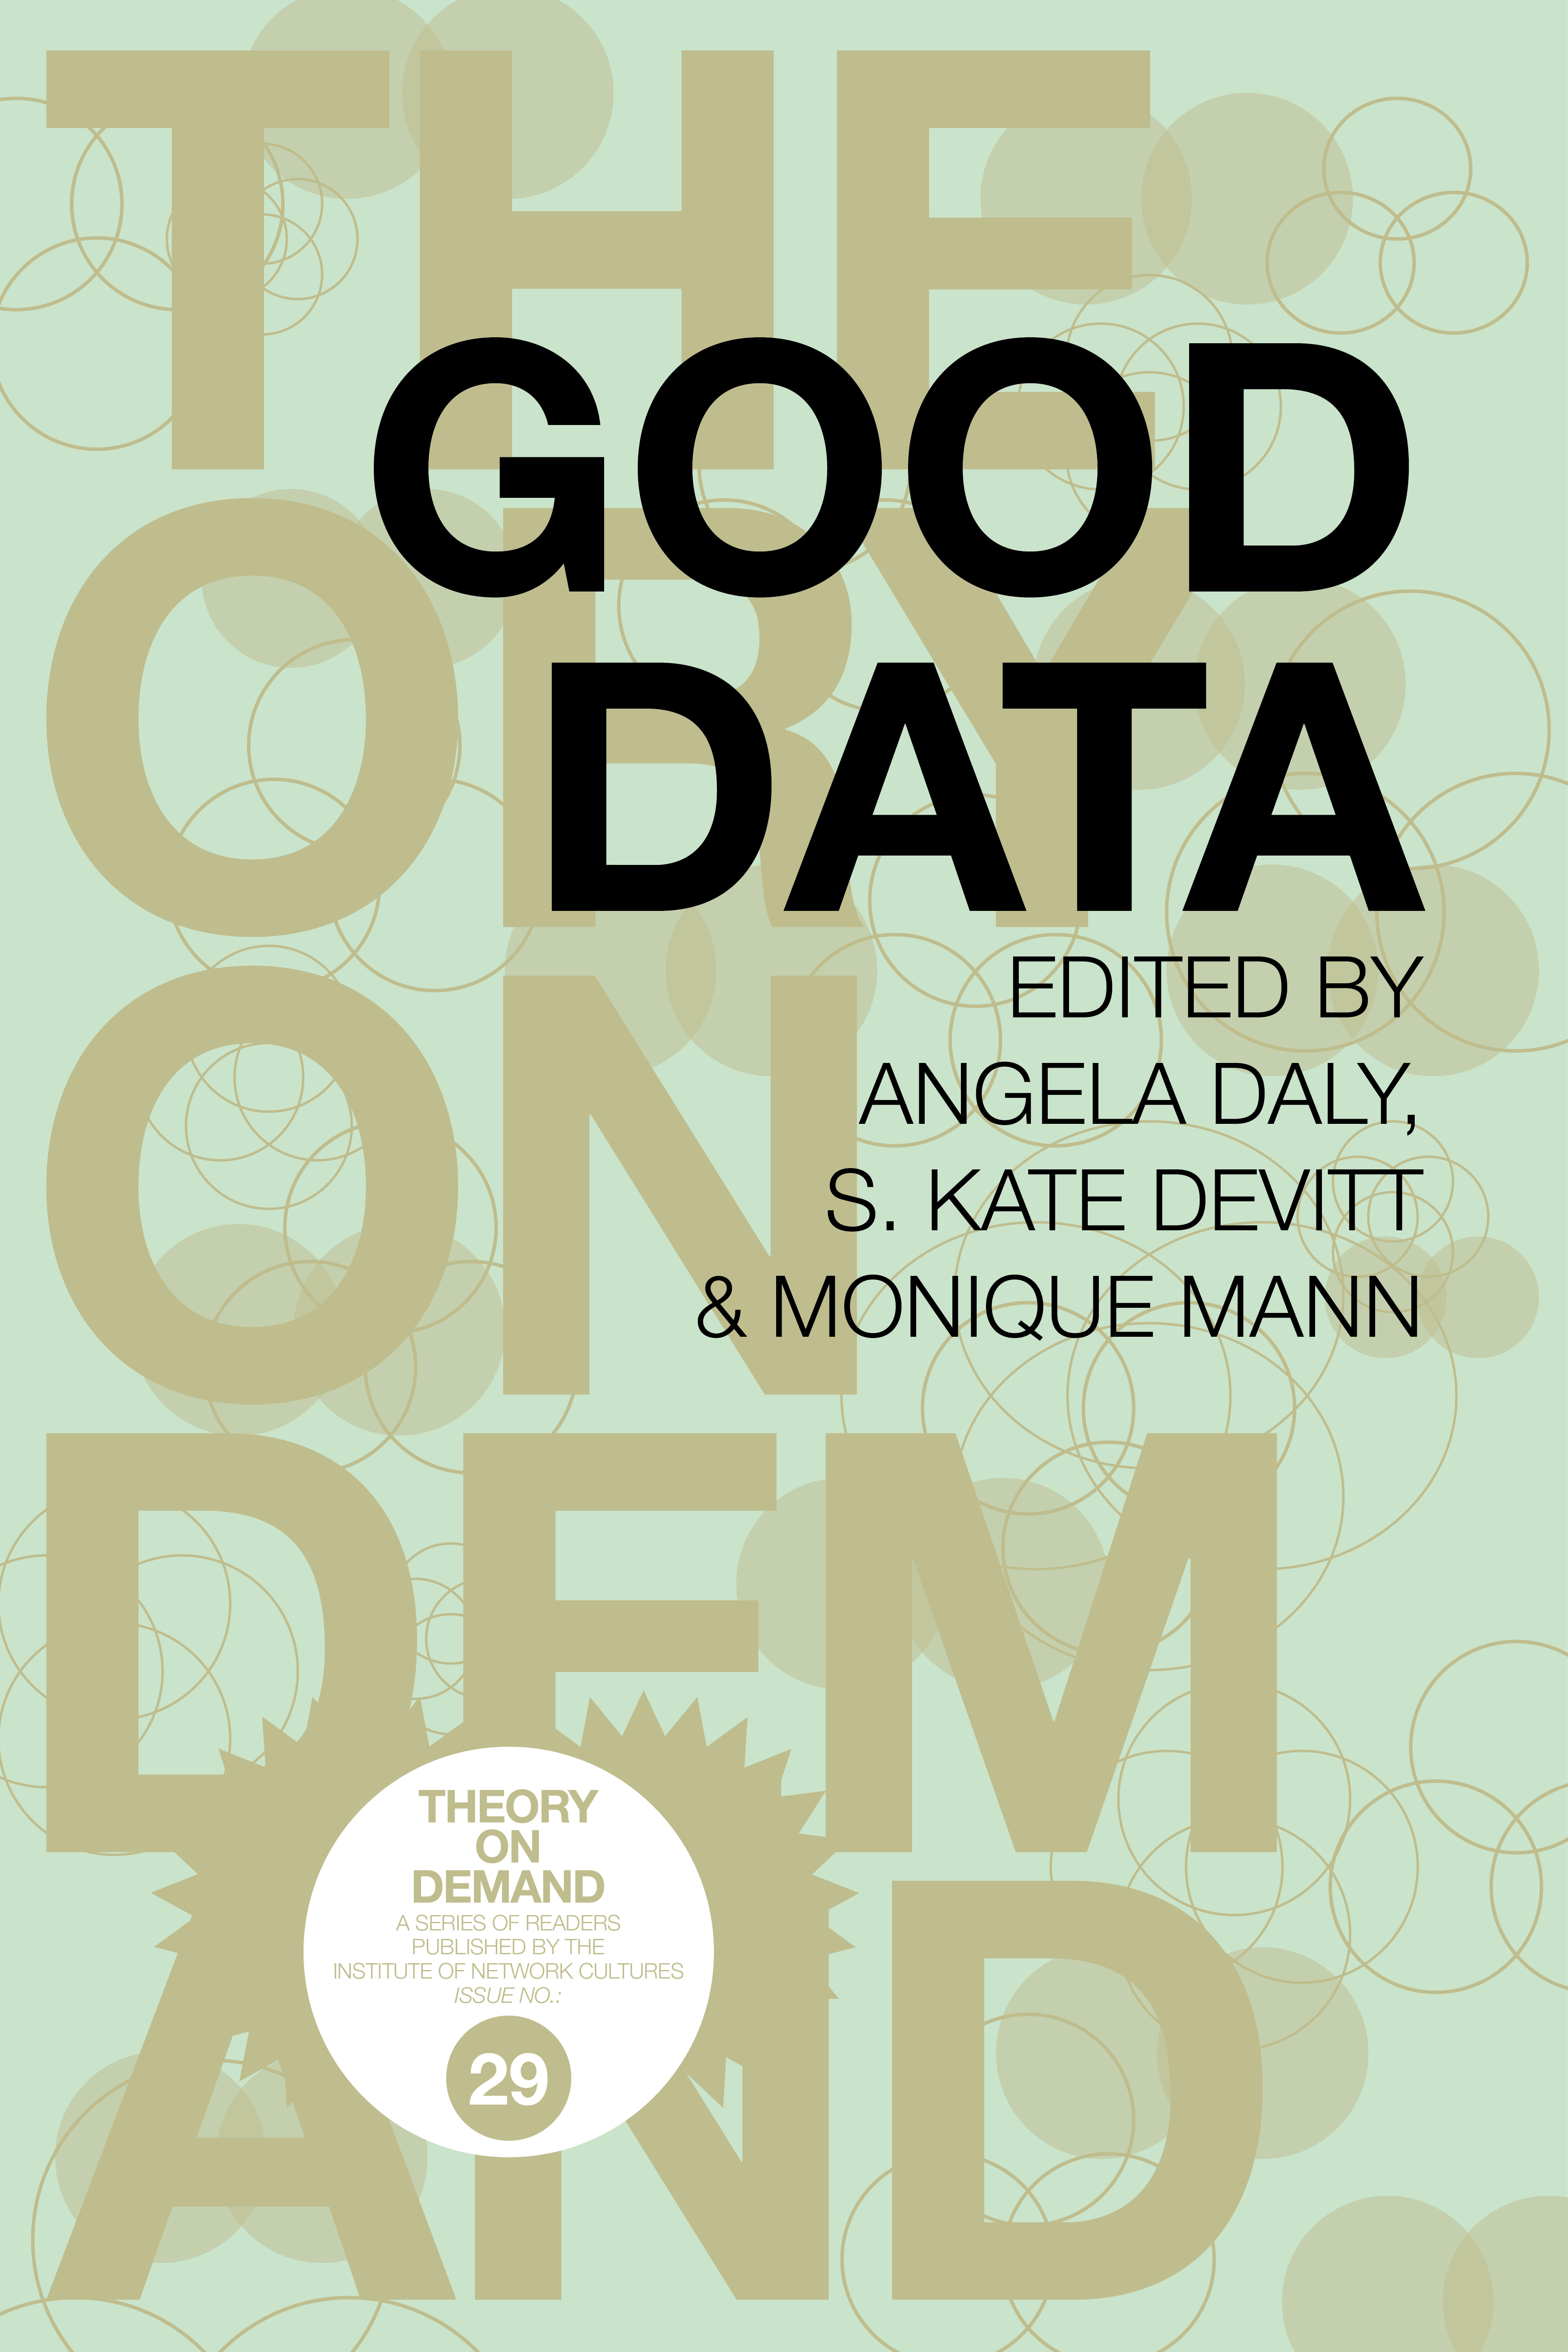 THE
ORY
ON
DEM
AND
GOOD
DATA
EDITED BY
ANGELA DALY,
S. KATE DEVITT
& MONIQUE MANN
THEORY
ON
DEMAND
A SERIES OF READERS
PUBLISHED BY THE
INSTITUTE OF NETWORK CULTURES
ISSUE NO.:
29